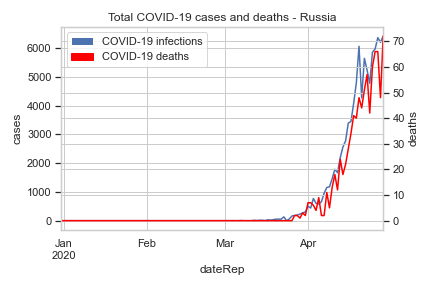 Total COVID-19 cases and deaths - Russia
COVID-19 infections
COVID-19 deaths
cases
6000
5000
4000
3000
2000
1000
0
deaths
70
60
50
40
30
20
10
0
Jan
2020
Feb
Mar
Apr
dateRep